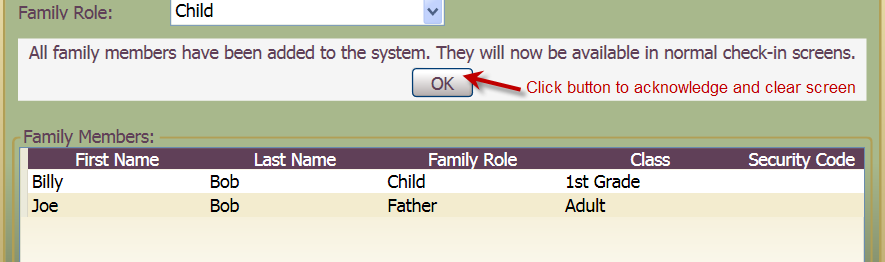 Family Role: Child
All family members have been added to the system. They will now be available in normal check-in screens.
OK Click button to acknowledge and clear screen
Family Members:
First Name Last Name Family Role Class Security Code
Billy Bob Child 1st Grade
Joe Bob Father Adult